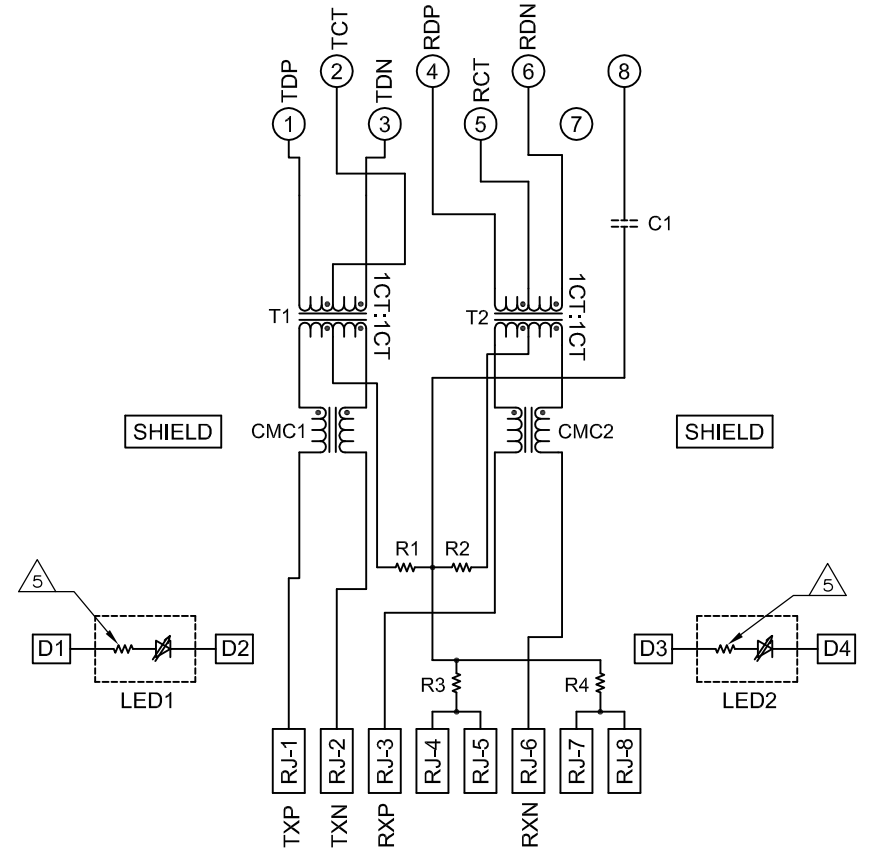 TDP
TCT
TDN
RDP
RCT
RDN
1
2
3
4
5
6
7
8
C1
T1
1CT:1CT
T2
1CT:1CT
SHIELD
CMC1
CMC2
SHIELD
R1
R2
5
5
D1
D2
LED1
D3
D4
LED2
R3
R4
RJ-1
RJ-2
RJ-3
RJ-4
RJ-5
RJ-6
RJ-7
RJ-8
TXP
TXN
RXP
RXN